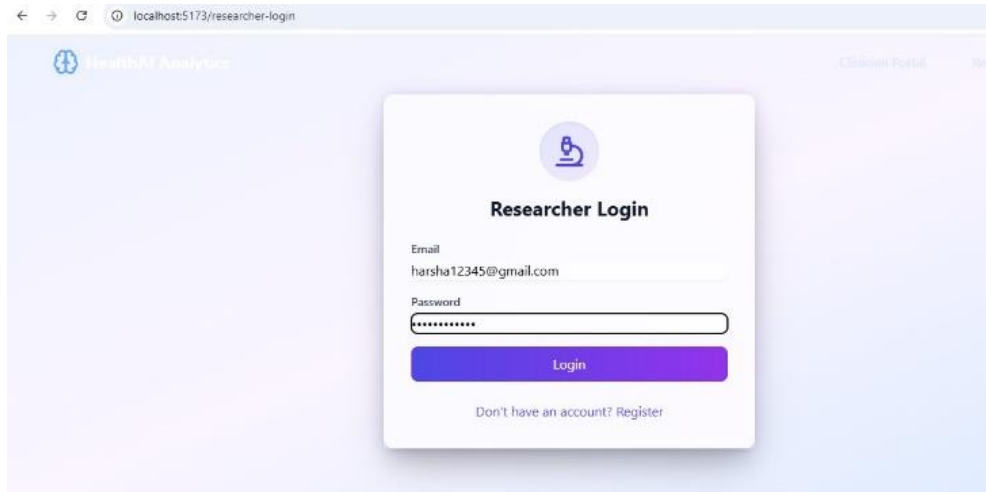 localhost:5173/researcher-login
HealthAI Analytics
Clinician Portal
Researcher Login
Email
harsha12345@gmail.com
Password
••••••••••••
Login
Don't have an account? Register